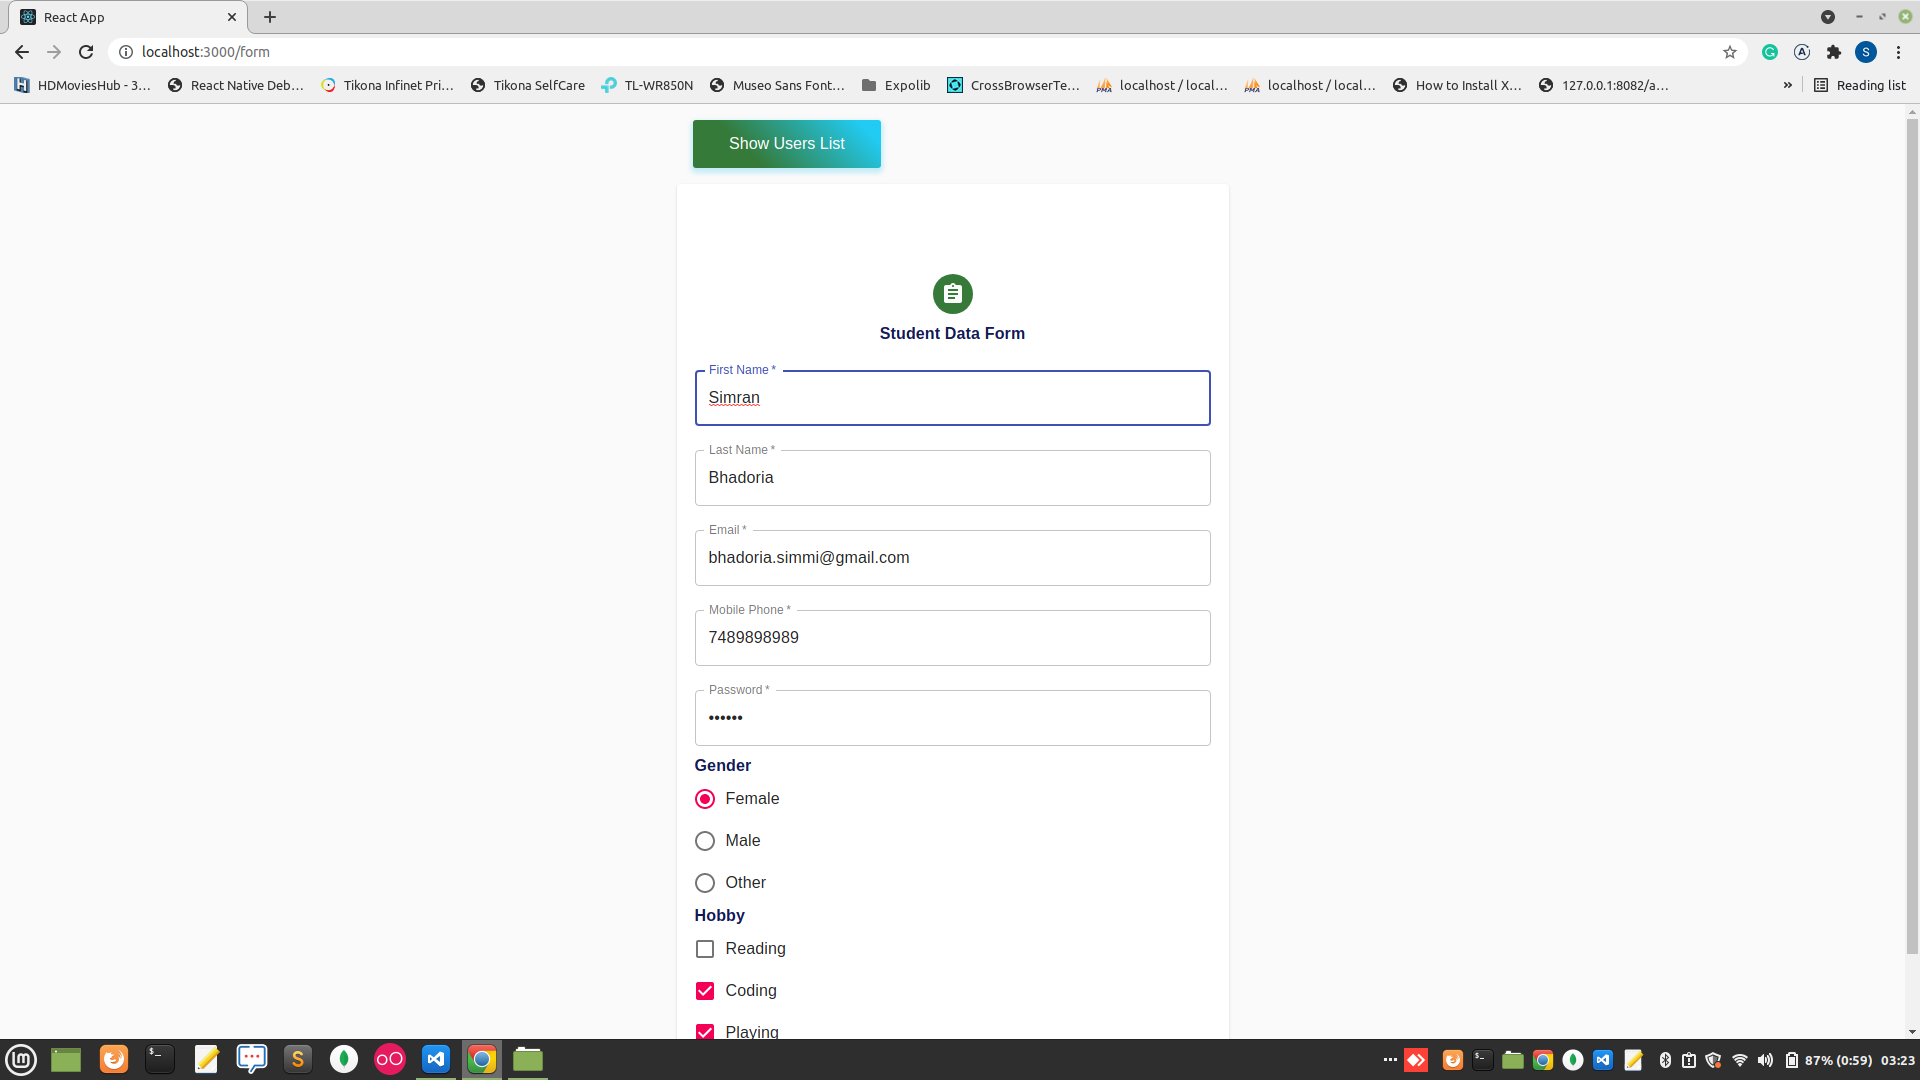 React App
localhost:3000/form
HDMoviesHub - 3... React Native Deb... Tikona Infinet Pri... Tikona SelfCare TL-WR850N Museo Sans Font... Expolib CrossBrowserTe... localhost / local... localhost / local... How to Install X... 127.0.0.1:8082/a... » Reading list
Show Users List
Student Data Form
First Name *
Simran
Last Name *
Bhadoria
Email *
bhadoria.simmi@gmail.com
Mobile Phone *
7489898989
Password *
••••••
Gender
Female
Male
Other
Hobby
Reading
Coding
Playing
87% (0:59) 03:23